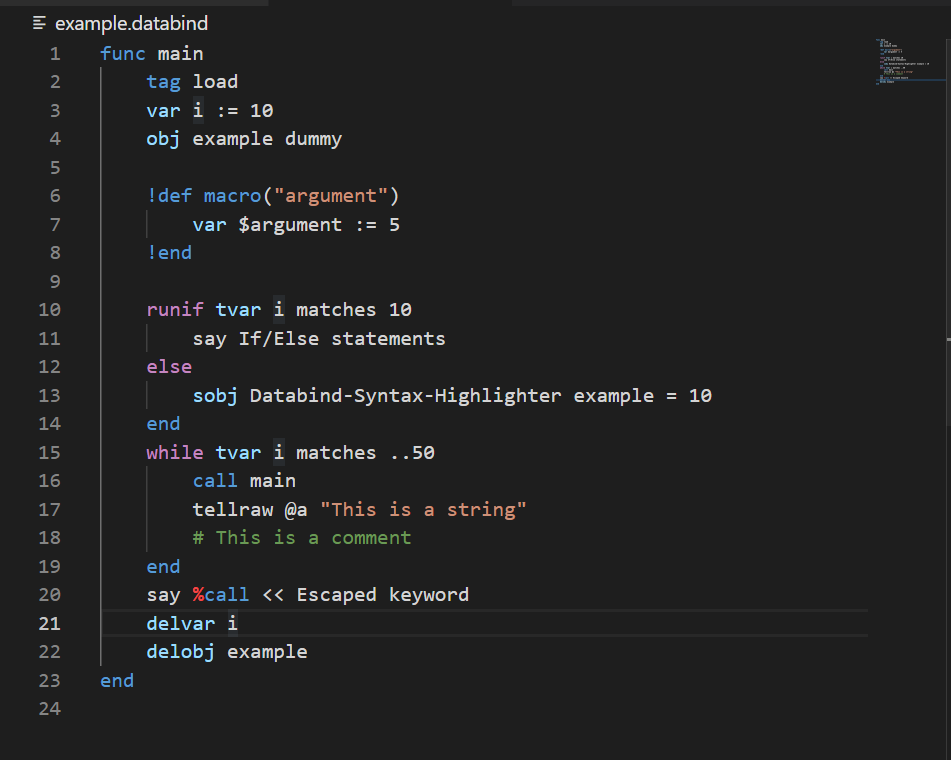 example.databind
1 func main
2     tag load
3     var i := 10
4     obj example dummy
5
6     !def macro("argument")
7         var $argument := 5
8     !end
9
10     runif tvar i matches 10
11         say If/Else statements
12     else
13         sobj Databind-Syntax-Highlighter example = 10
14     end
15     while tvar i matches ..50
16         call main
17         tellraw @a "This is a string"
18         # This is a comment
19     end
20     say %call << Escaped keyword
21     delvar i
22     delobj example
23 end
24